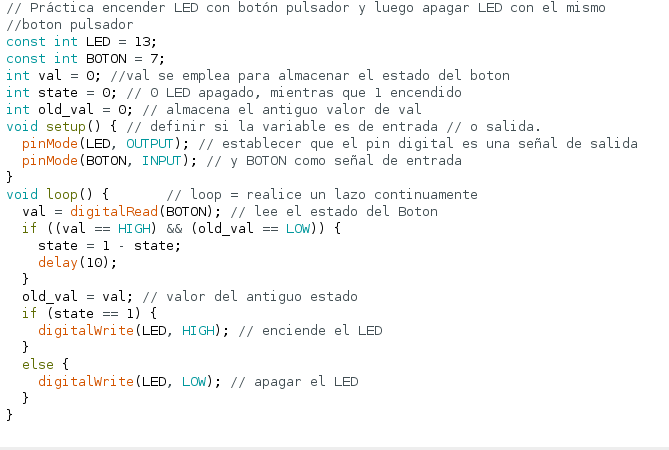 // Práctica encender LED con botón pulsador y luego apagar LED con el mismo
//boton pulsador
const int LED = 13;
const int BOTON = 7;
int val = 0; //val se emplea para almacenar el estado del boton
int state = 0; // 0 LED apagado, mientras que 1 encendido
int old_val = 0; // almacena el antiguo valor de val
void setup() { // definir si la variable es de entrada // o salida.
  pinMode(LED, OUTPUT); // establecer que el pin digital es una señal de salida
  pinMode(BOTON, INPUT); // y BOTON como señal de entrada
}
void loop() {       // loop = realice un lazo continuamente
  val = digitalRead(BOTON); // lee el estado del Boton
  if ((val == HIGH) && (old_val == LOW)) {
    state = 1 - state;
    delay(10);
  }
  old_val = val; // valor del antiguo estado
  if (state == 1) {
    digitalWrite(LED, HIGH); // enciende el LED
  }
  else {
    digitalWrite(LED, LOW); // apagar el LED
  }
}